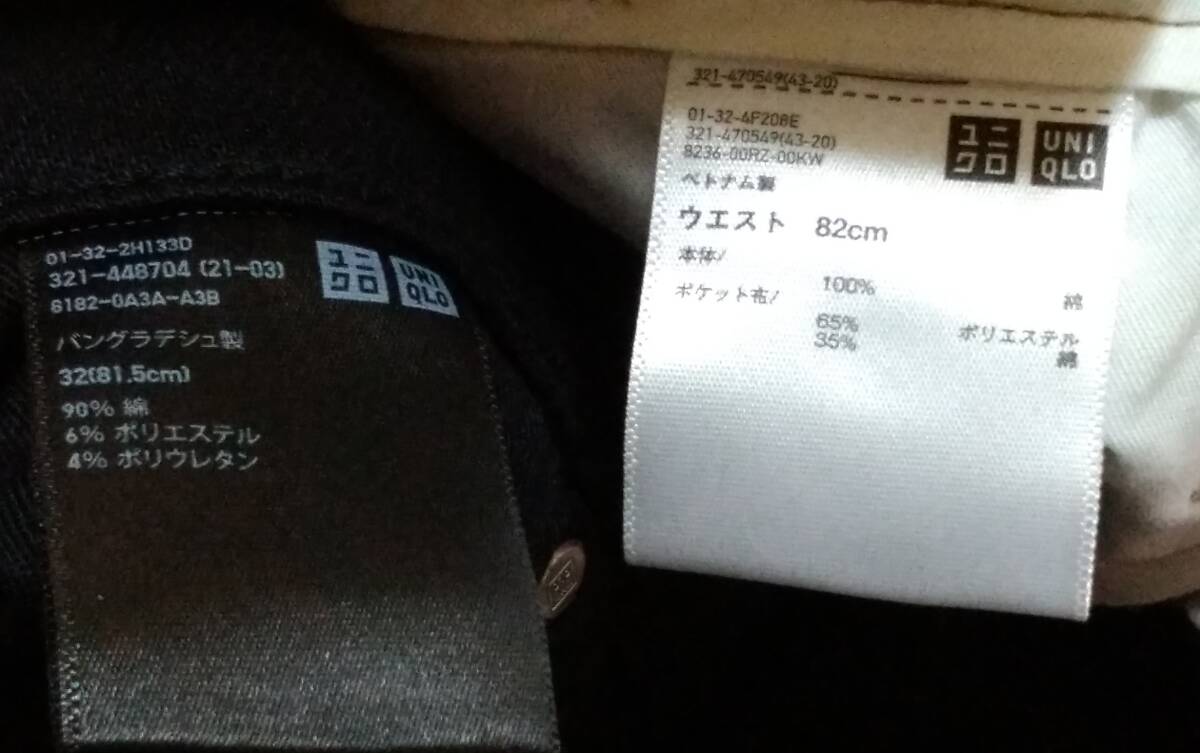 01-32-2H133D
321-448704 (21-03)
6182-0A3A-A3B
ユニ
クロ
UNI
QLO
バングラデシュ製
32(81.5cm)
90% 綿
6% ポリエステル
4% ポリウレタン
321-470549(43-20)
01-32-4F208E
321-470549(43-20)
8236-00RZ-00KW
ユニ
クロ
UNI
QLO
ベトナム製
ウエスト 82cm
本体/
100% 綿
ポケット布/
65% ポリエステル
35% 綿